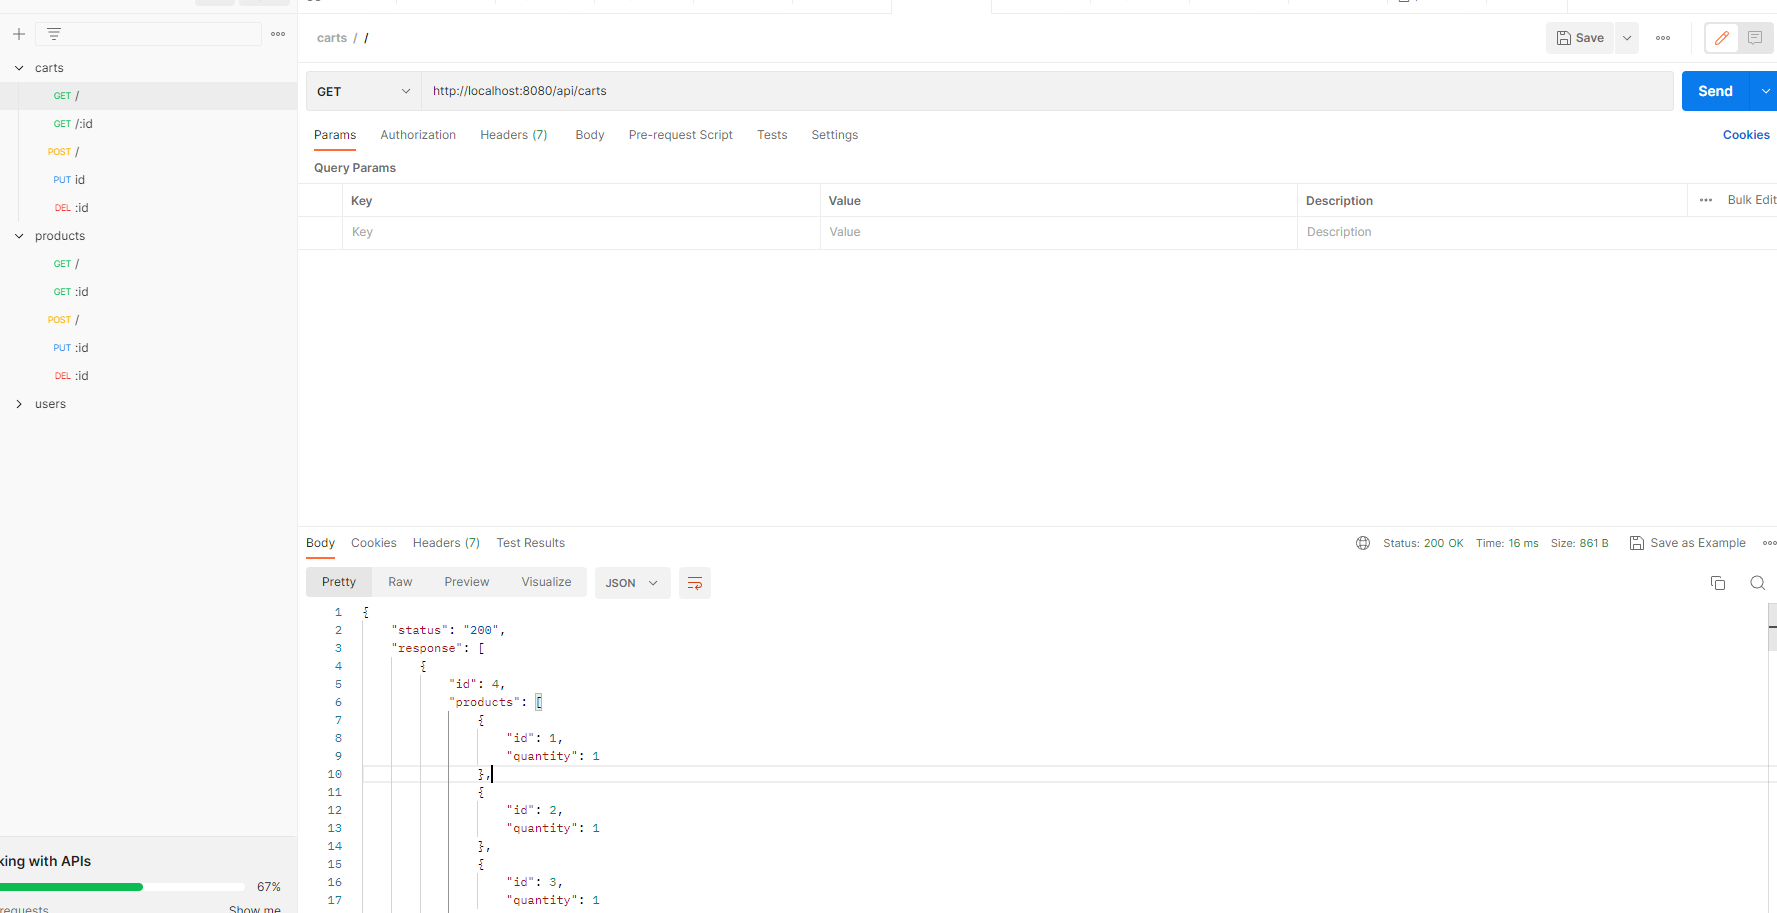 carts
GET /
GET /:id
POST /
PUT id
DEL :id
products
GET /
GET :id
POST /
PUT :id
DEL :id
users
king with APIs
67%
requests
Show me
carts / /
Save
GET
http://localhost:8080/api/carts
Send
Params Authorization Headers (7) Body Pre-request Script Tests Settings Cookies
Query Params
Key Value Description Bulk Edit
Key Value Description
Body Cookies Headers (7) Test Results Status: 200 OK Time: 16 ms Size: 861 B Save as Example
Pretty Raw Preview Visualize JSON
1 {
2 "status": "200",
3 "response": [
4 {
5 "id": 4,
6 "products": [
7 {
8 "id": 1,
9 "quantity": 1
10 },
11 {
12 "id": 2,
13 "quantity": 1
14 },
15 {
16 "id": 3,
17 "quantity": 1